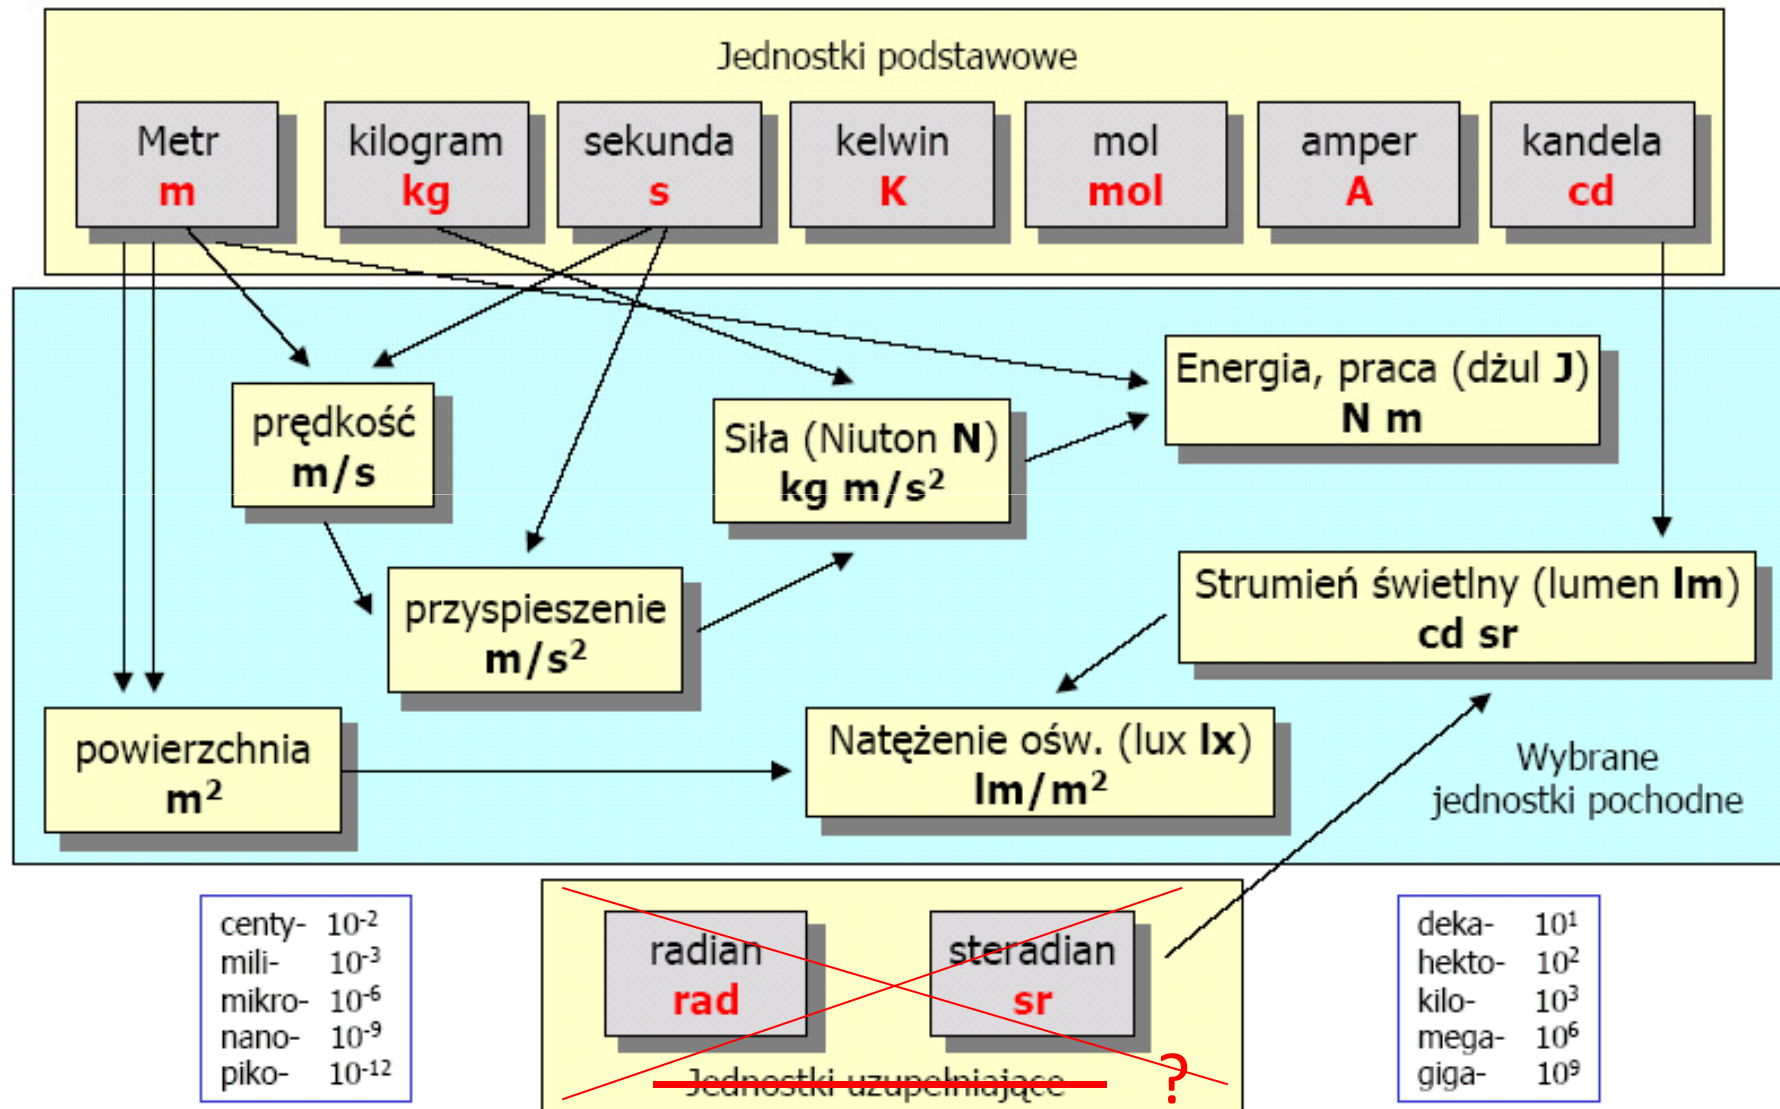 Jednostki podstawowe
Metr
m
kilogram
kg
sekunda
s
kelwin
K
mol
mol
amper
A
kandela
cd
prędkość
m/s
Siła (Niuton N)
kg m/s²
Energia, praca (dżul J)
N m
przyspieszenie
m/s²
Strumień świetlny (lumen lm)
cd sr
powierzchnia
m²
Natężenie ośw. (lux lx)
lm/m²
Wybrane
jednostki pochodne
centy- 10⁻²
mili- 10⁻³
mikro- 10⁻⁶
nano- 10⁻⁹
piko- 10⁻¹²
radian
rad
steradian
sr
Jednostki uzupełniające ?
deka- 10¹
hekto- 10²
kilo- 10³
mega- 10⁶
giga- 10⁹